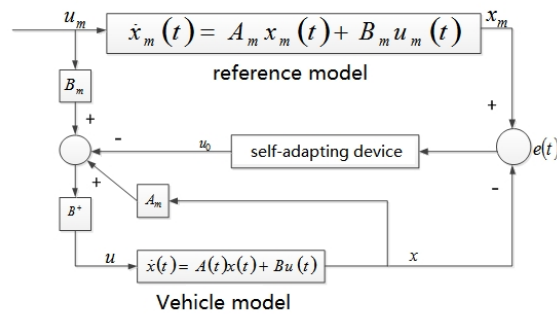 u_m
ẋ_m(t) = A_m x_m(t) + B_m u_m(t)
x_m
reference model
B_m
+
+
-
u_0
self-adapting device
e(t)
+
-
A_m
B⁺
u
ẋ(t) = A(t)x(t) + Bu(t)
x
Vehicle model